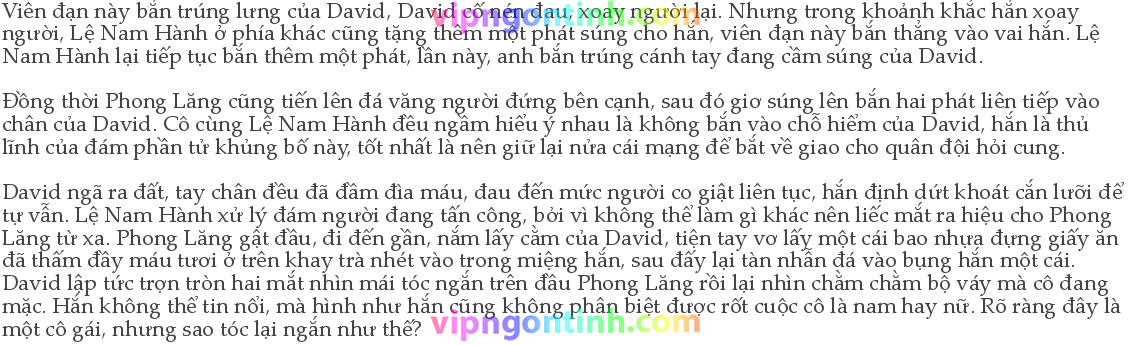 Viên đạn này bắn trúng lưng của David, David cố nén đau, xoay người lại. Nhưng trong khoảnh khắc hắn xoay
người, Lệ Nam Hành ở phía khác cũng tặng thêm một phát súng cho hắn, viên đạn này bắn thẳng vào vai hắn. Lệ
Nam Hành lại tiếp tục bắn thêm một phát, lần này, anh bắn trúng cánh tay đang cầm súng của David.
Đồng thời Phong Lăng cũng tiến lên đá văng người đứng bên cạnh, sau đó giơ súng lên bắn hai phát liên tiếp vào
chân của David. Cô cùng Lệ Nam Hành đều ngầm hiểu ý nhau là không bắn vào chỗ hiểm của David, hắn là thủ
lĩnh của đám phần tử khủng bố này, tốt nhất là nên giữ lại nửa cái mạng để bắt về giao cho quân đội hỏi cung.
David ngã ra đất, tay chân đều đã đầm đìa máu, đau đến mức người co giật liên tục, hắn định dứt khoát cắn lưỡi để
tự vẫn. Lệ Nam Hành xử lý đám người đang tấn công, bởi vì không thể làm gì khác nên liếc mắt ra hiệu cho Phong
Lăng từ xa. Phong Lăng gật đầu, đi đến gần, nắm lấy cằm của David, tiện tay vơ lấy một cái bao nhựa đựng giấy ăn
đã thấm đầy máu tươi ở trên khay trà nhét vào trong miệng hắn, sau đấy lại tàn nhẫn đá vào bụng hắn một cái.
David lập tức trợn tròn hai mắt nhìn mái tóc ngắn trên đầu Phong Lăng rồi lại nhìn chằm chằm bộ váy mà cô đang
mặc. Hắn không thể tin nổi, mà hình như hắn cũng không phân biệt được rốt cuộc cô là nam hay nữ. Rõ ràng đây là
một cô gái, nhưng sao tóc lại ngắn như thế?
vipngontinh.com
vipngontinh.com